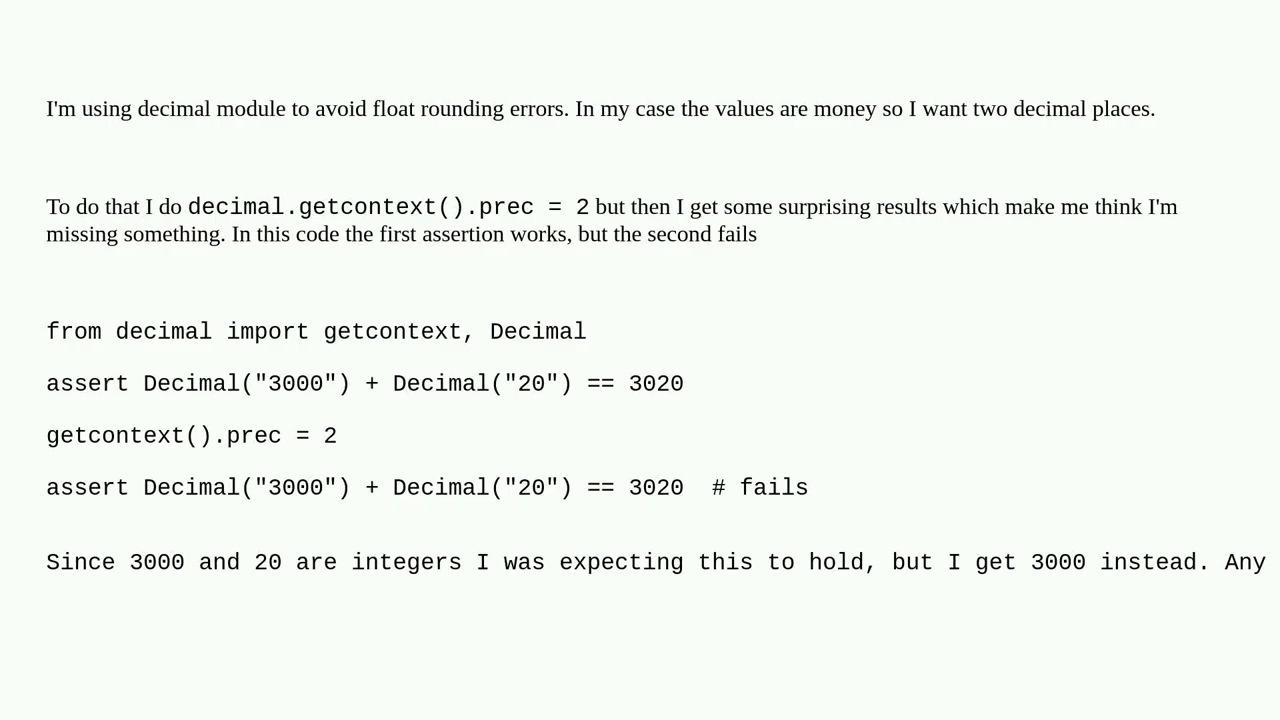 I'm using decimal module to avoid float rounding errors. In my case the values are money so I want two decimal places.
To do that I do decimal.getcontext().prec = 2 but then I get some surprising results which make me think I'm
missing something. In this code the first assertion works, but the second fails
from decimal import getcontext, Decimal
assert Decimal("3000") + Decimal("20") == 3020
getcontext().prec = 2
assert Decimal("3000") + Decimal("20") == 3020  # fails
Since 3000 and 20 are integers I was expecting this to hold, but I get 3000 instead. Any